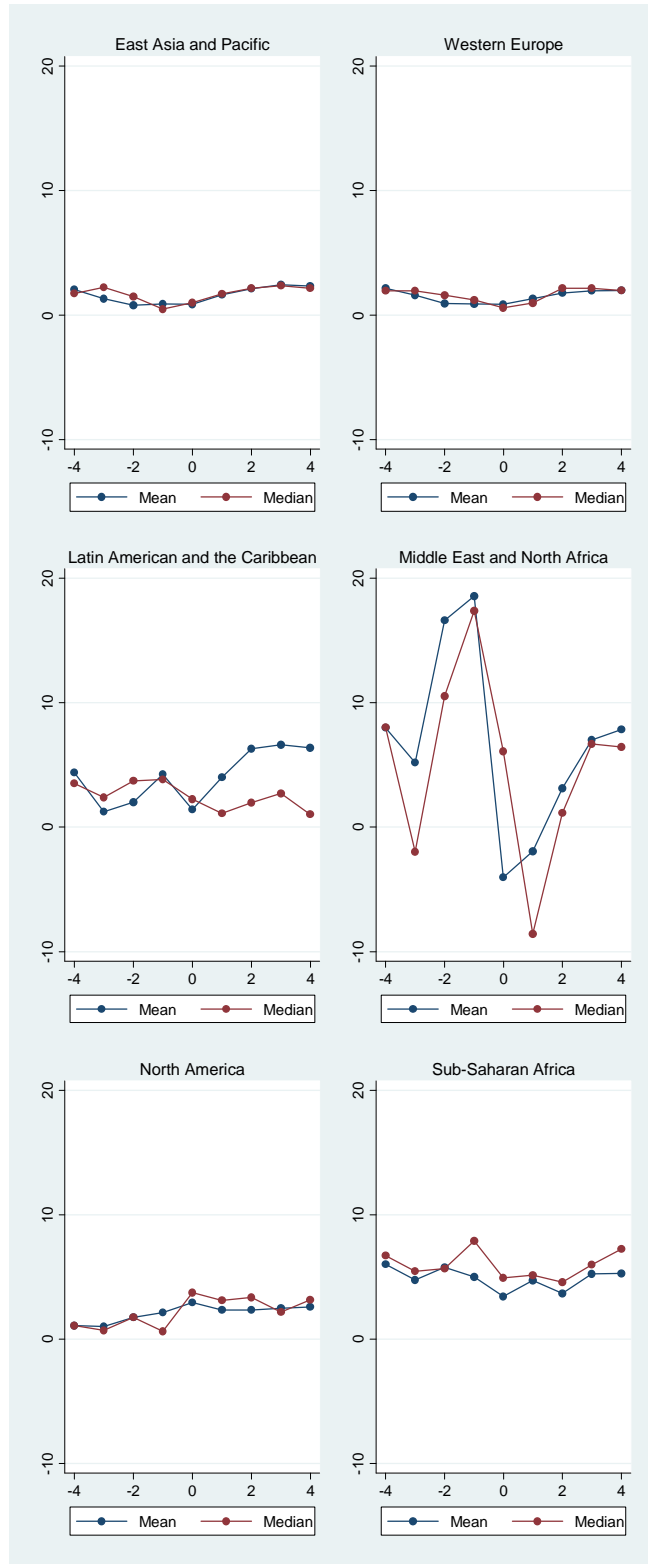 East Asia and Pacific
20
10
0
-10
-4 -2 0 2 4
Mean Median
Western Europe
20
10
0
-10
-4 -2 0 2 4
Mean Median
Latin American and the Caribbean
20
10
0
-10
-4 -2 0 2 4
Mean Median
Middle East and North Africa
20
10
0
-10
-4 -2 0 2 4
Mean Median
North America
20
10
0
-10
-4 -2 0 2 4
Mean Median
Sub-Saharan Africa
20
10
0
-10
-4 -2 0 2 4
Mean Median